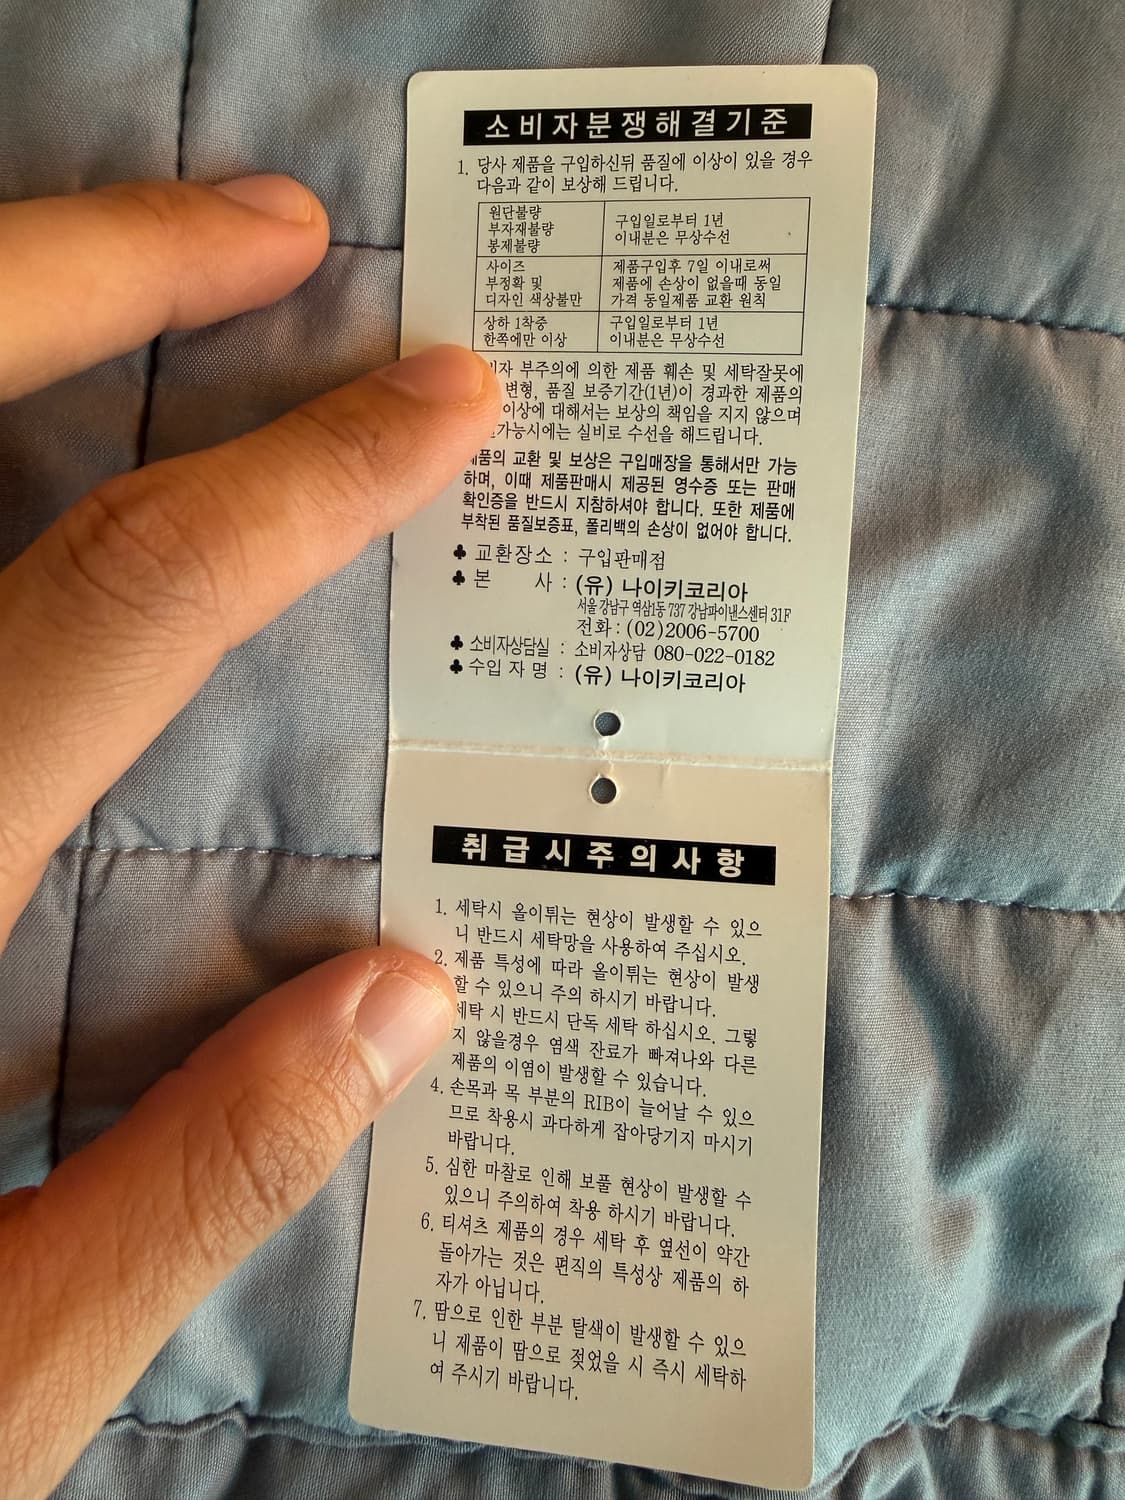 소비자분쟁해결기준
1. 당사 제품을 구입하신뒤 품질에 이상이 있을 경우
다음과 같이 보상해 드립니다.
원단불량
부자재불량
봉제불량
구입일로부터 1년
이내분은 무상수선
사이즈
부정확 및
디자인 색상불만
제품구입후 7일 이내로써
제품에 손상이 없을때 동일
가격 동일제품 교환 원칙
상하 1착중
한쪽에만 이상
구입일로부터 1년
이내분은 무상수선
부주의에 의한 제품 훼손 및 세탁잘못에
변형, 품질 보증기간(1년)이 경과한 제품의
이상에 대해서는 보상의 책임을 지지 않으며
실비로 수선을 해드립니다.
교환 및 보상은 구입매장을 통해서만 가능
하며, 이때 제품판매시 제공된 영수증 또는 판매
확인증을 반드시 지참하셔야 합니다. 또한 제품에
부착된 품질보증표, 폴리백의 손상이 없어야 합니다.
♣ 교환장소 : 구입판매점
♣ 본 사 : (유) 나이키코리아
서울 강남구 역삼1동 737 강남파이낸스센터 31F
전화 : (02)2006-5700
♣ 소비자상담실 : 소비자상담 080-022-0182
♣ 수입 자 명 : (유) 나이키코리아
취급시주의사항
1. 세탁시 올이튀는 현상이 발생할 수 있으
니 반드시 세탁망을 사용하여 주십시오.
2. 제품 특성에 따라 올이튀는 현상이 발생
할 수 있으니 주의 하시기 바랍니다.
세탁 시 반드시 단독 세탁 하십시오. 그렇
지 않을경우 염색 잔료가 빠져나와 다른
제품의 이염이 발생할 수 있습니다.
4. 손목과 목 부분의 RIB이 늘어날 수 있으
므로 착용시 과다하게 잡아당기지 마시기
바랍니다.
5. 심한 마찰로 인해 보풀 현상이 발생할 수
있으니 주의하여 착용 하시기 바랍니다.
6. 티셔츠 제품의 경우 세탁 후 옆선이 약간
돌아가는 것은 편직의 특성상 제품의 하
자가 아닙니다.
7. 땀으로 인한 부분 탈색이 발생할 수 있으
니 제품이 땀으로 젖었을 시 즉시 세탁하
여 주시기 바랍니다.